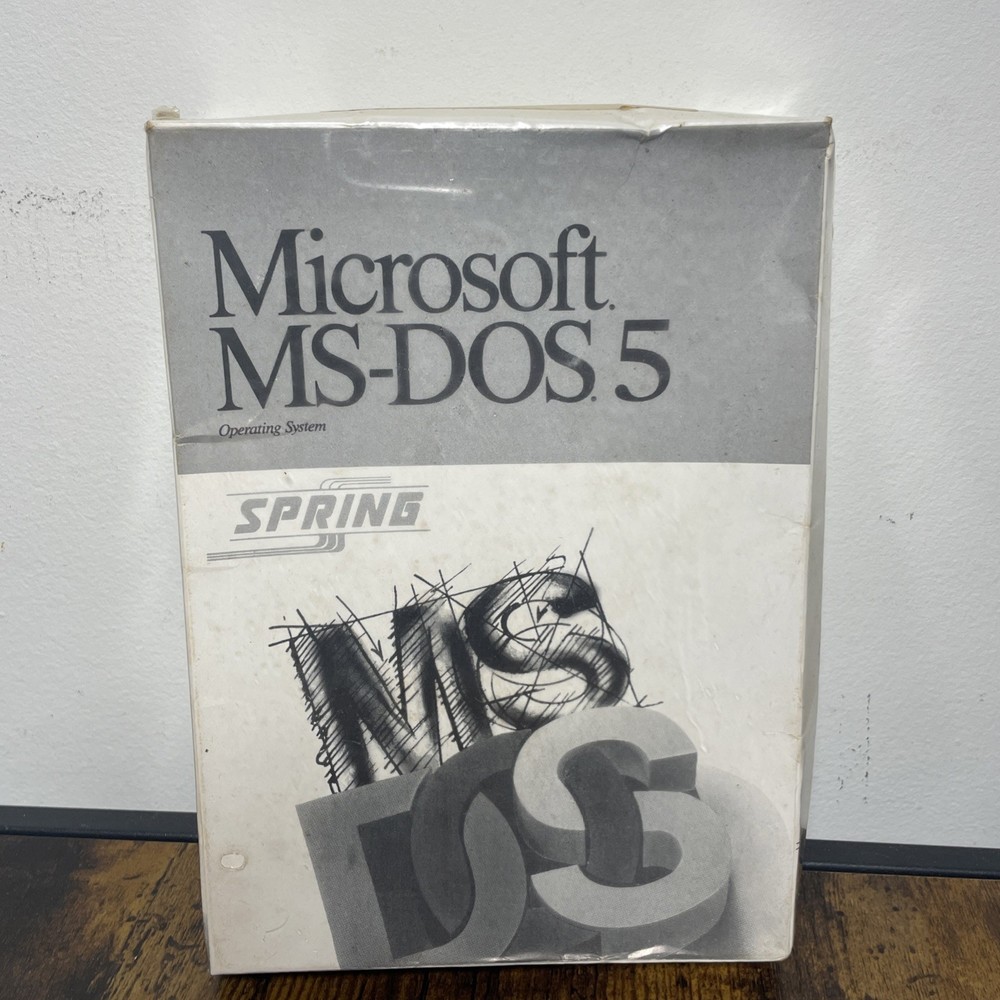 Microsoft.
MS-DOS. 5
Operating System
SPRING
MS
DOS